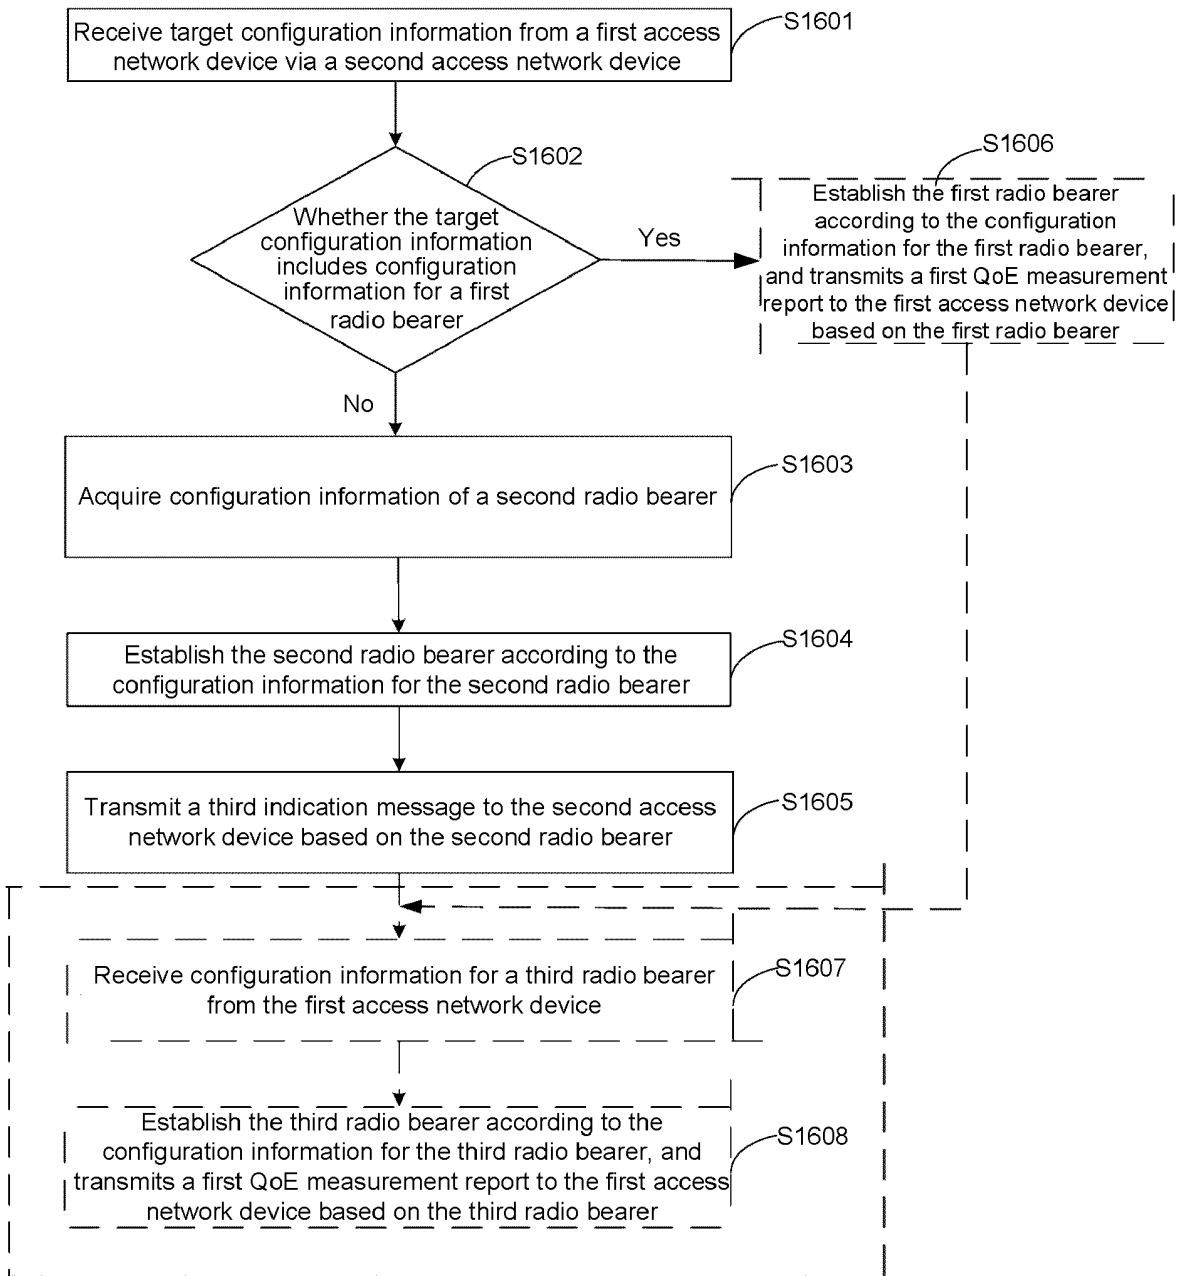 Receive target configuration information from a first access
network device via a second access network device
S1601
S1602
Whether the target
configuration information
includes configuration
information for a first
radio bearer
Yes
S1606
Establish the first radio bearer
according to the configuration
information for the first radio bearer,
and transmits a first QoE measurement
report to the first access network device
based on the first radio bearer
No
S1603
Acquire configuration information of a second radio bearer
S1604
Establish the second radio bearer according to the
configuration information for the second radio bearer
S1605
Transmit a third indication message to the second access
network device based on the second radio bearer
S1607
Receive configuration information for a third radio bearer
from the first access network device
S1608
Establish the third radio bearer according to the
configuration information for the third radio bearer, and
transmits a first QoE measurement report to the first access
network device based on the third radio bearer